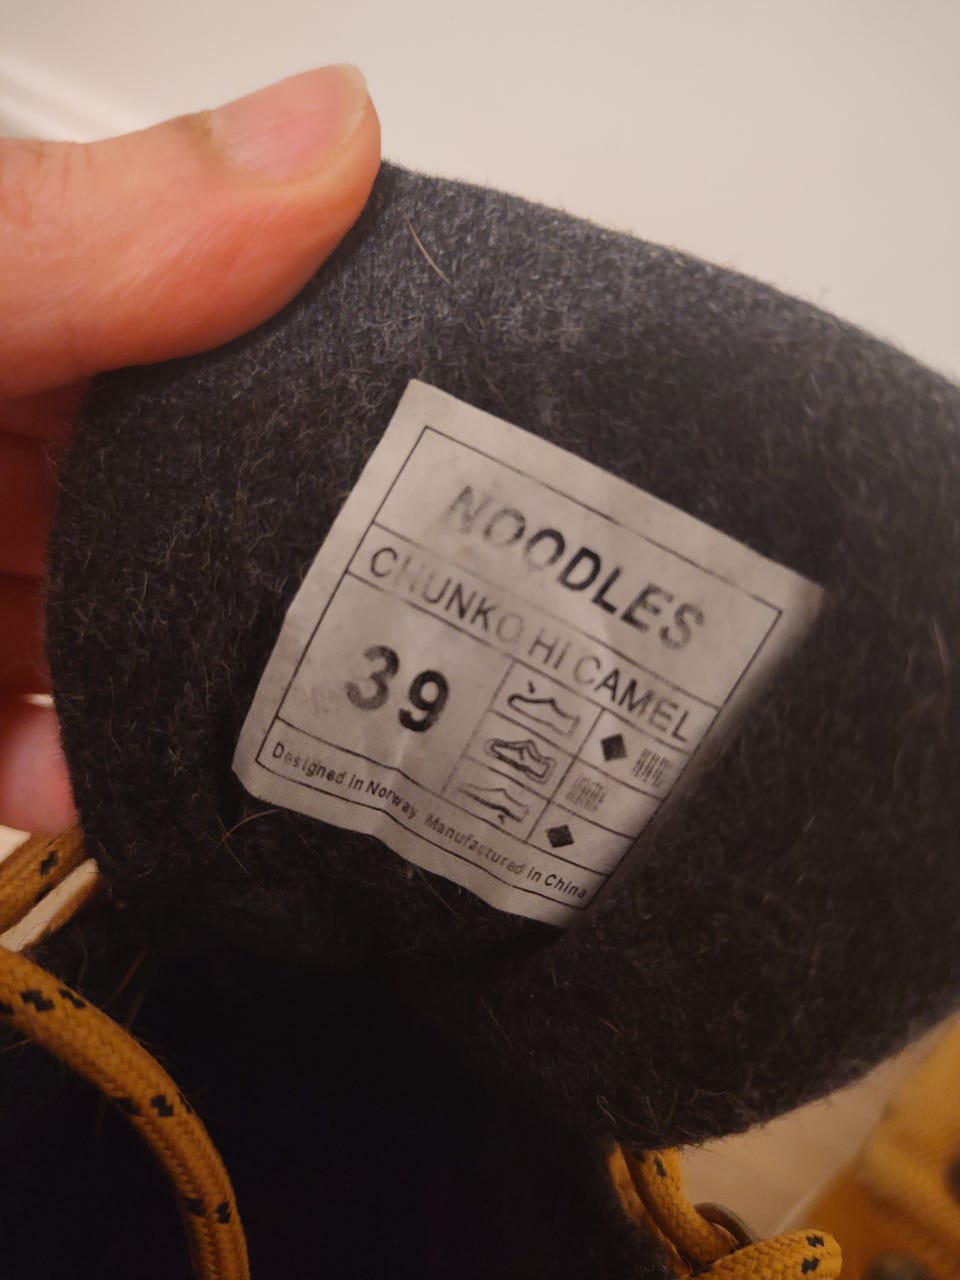 NOODLES
CHUNKO HI CAMEL
39
Designed in Norway Manufactured in China